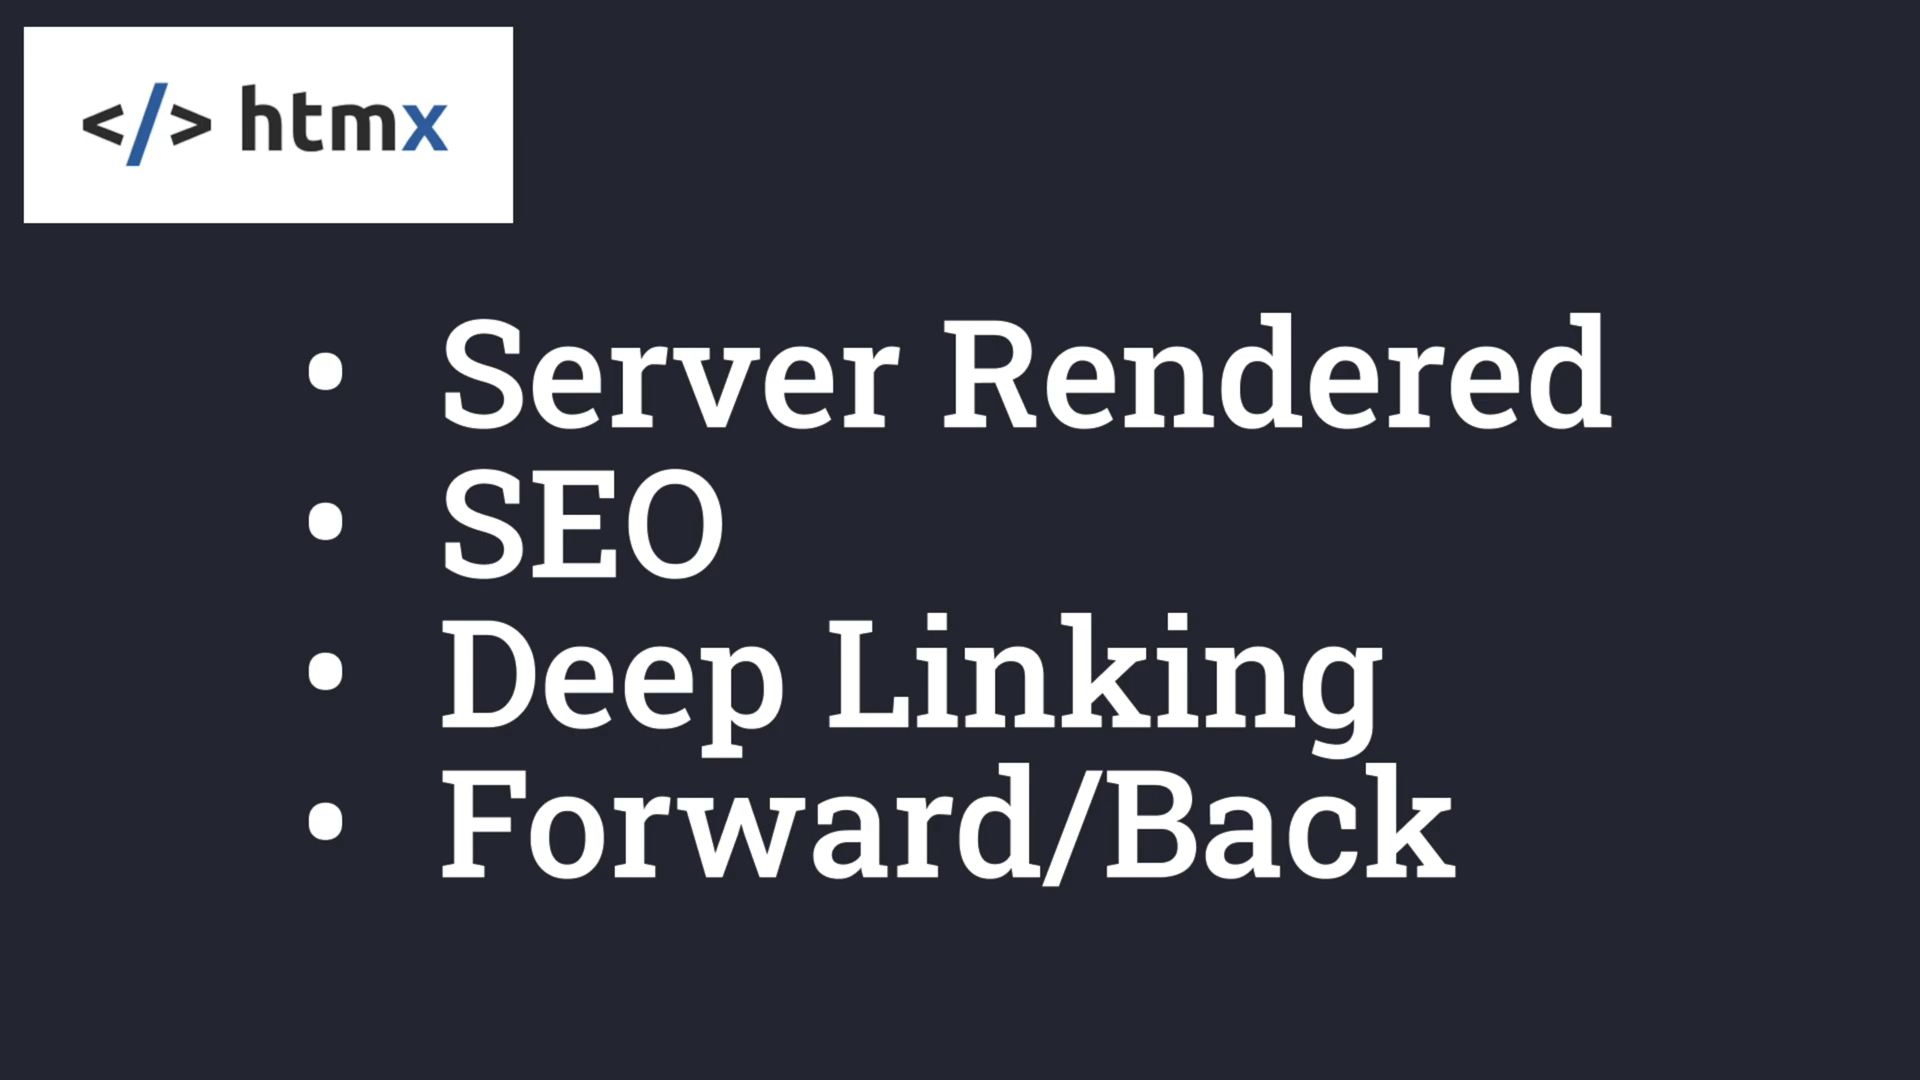 </> htmx
• Server Rendered
• SEO
• Deep Linking
• Forward/Back